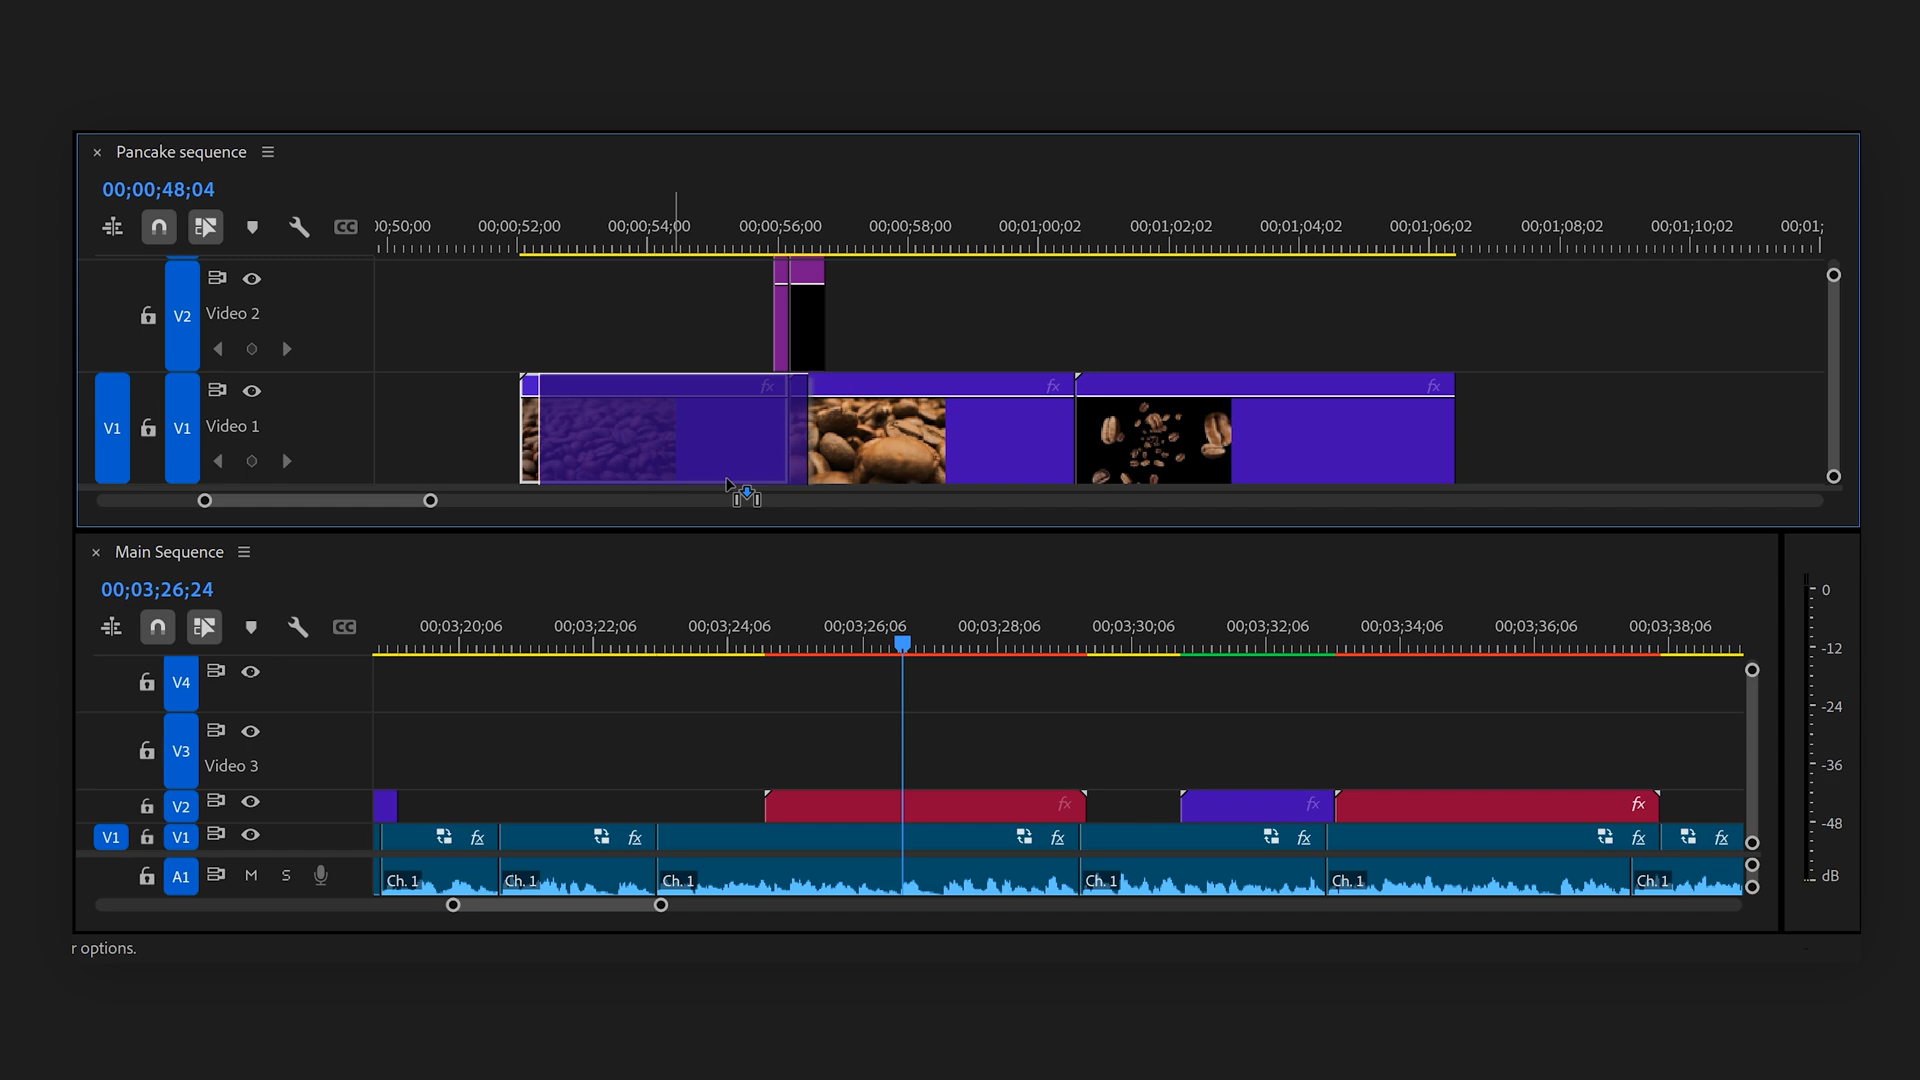 × Pancake sequence
00;00;48;04
CC
0;50;00 00;00;52;00 00;00;54;00 00;00;56;00 00;00;58;00 00;01;00;02 00;01;02;02 00;01;04;02 00;01;06;02 00;01;08;02 00;01;10;02 00;01;
V2 Video 2
fx fx fx
V1 V1 Video 1
× Main Sequence
00;03;26;24
CC
00;03;20;06 00;03;22;06 00;03;24;06 00;03;26;06 00;03;28;06 00;03;30;06 00;03;32;06 00;03;34;06 00;03;36;06 00;03;38;06
V4
V3
Video 3
V2 fx fx fx
V1 V1 fx fx fx fx fx fx
A1 M S Ch. 1 Ch. 1 Ch. 1 Ch. 1 Ch. 1 Ch. 1
0
-12
-24
-36
-48
dB
r options.